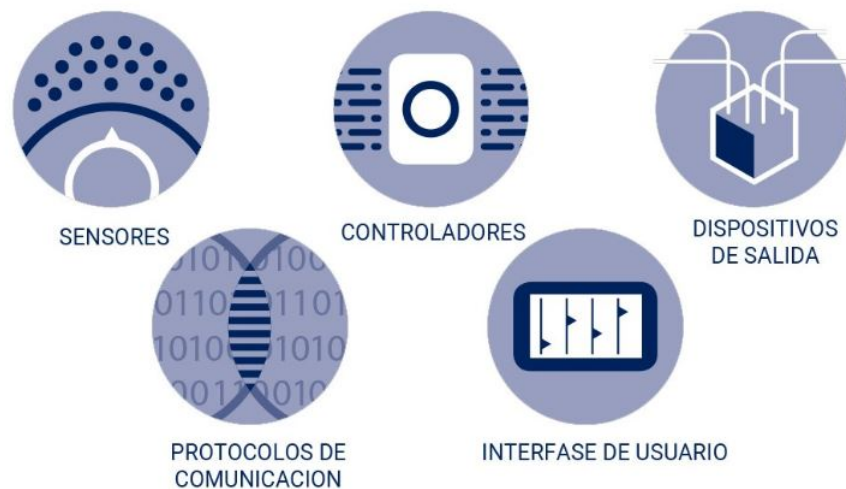 SENSORES
CONTROLADORES
DISPOSITIVOS
DE SALIDA
PROTOCOLOS DE
COMUNICACION
INTERFASE DE USUARIO